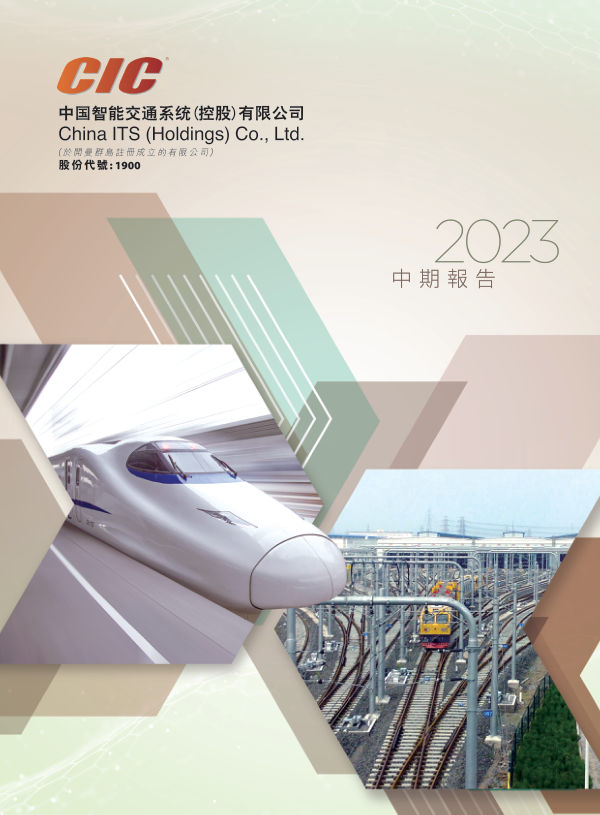 CIC®
中国智能交通系统(控股)有限公司
China ITS (Holdings) Co., Ltd.
(於開曼群島註冊成立的有限公司)
股份代號:1900
2023
中期報告